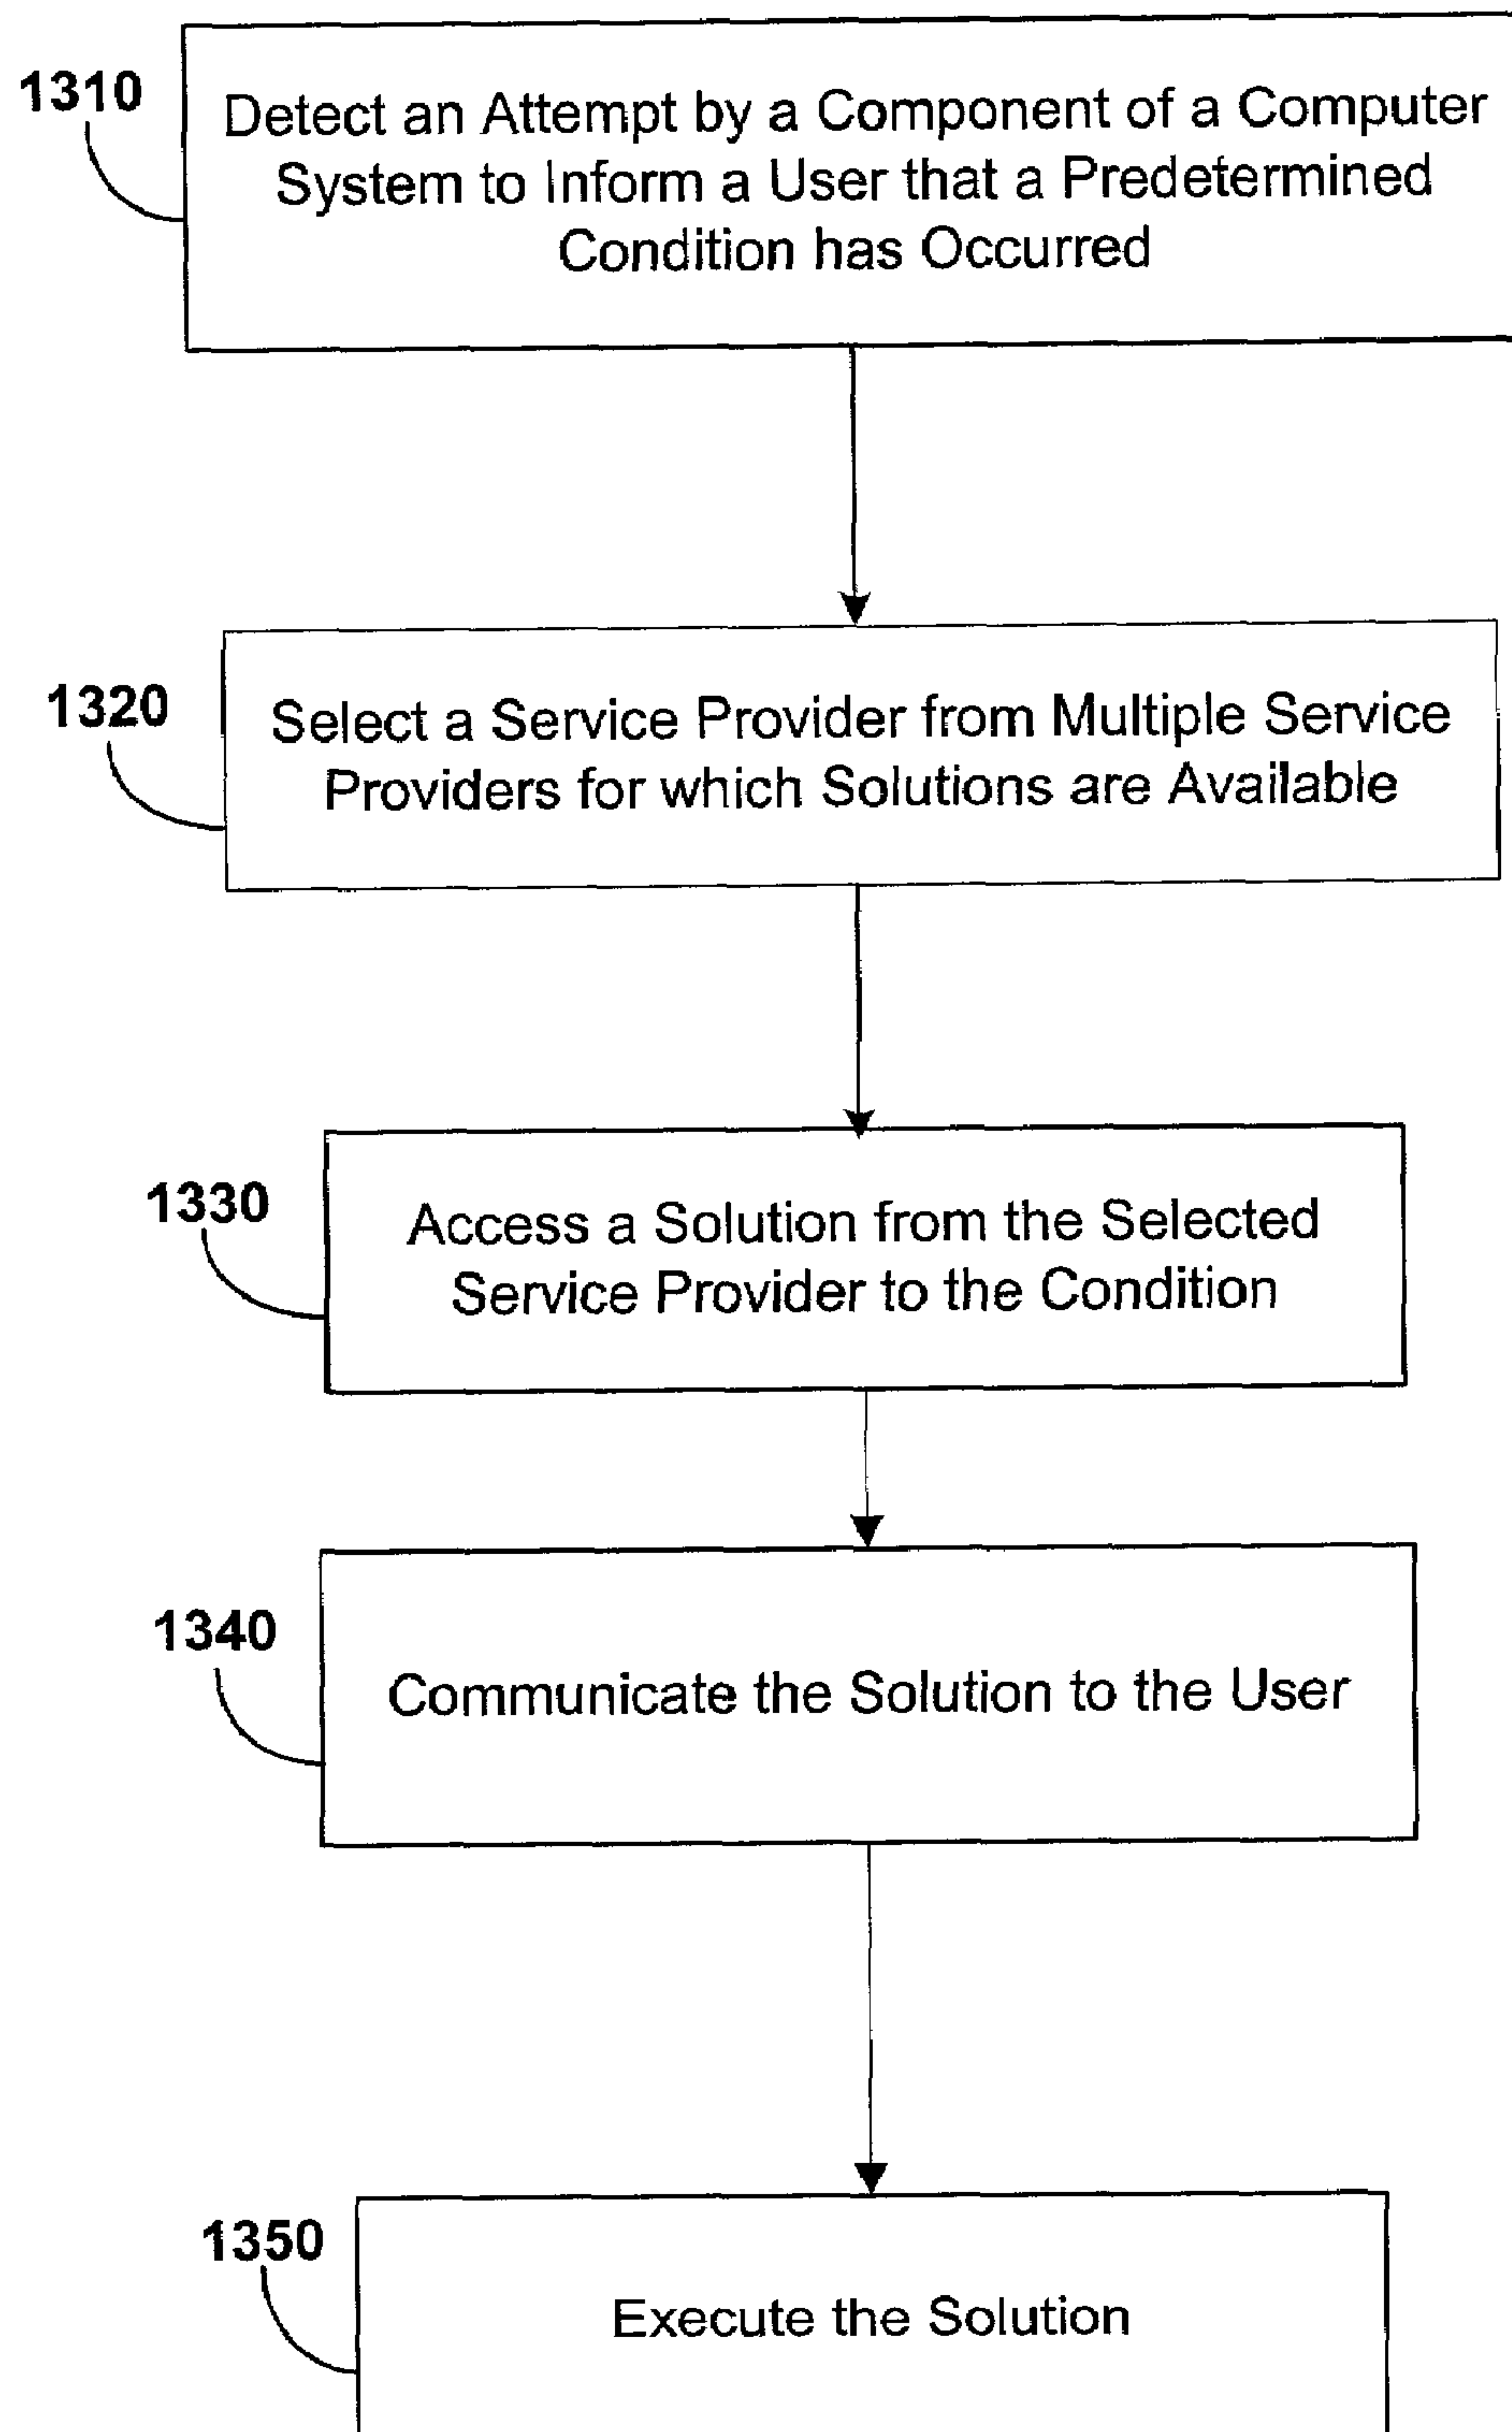 1310
Detect an Attempt by a Component of a Computer
System to Inform a User that a Predetermined
Condition has Occurred
1320
Select a Service Provider from Multiple Service
Providers for which Solutions are Available
1330
Access a Solution from the Selected
Service Provider to the Condition
1340
Communicate the Solution to the User
1350
Execute the Solution